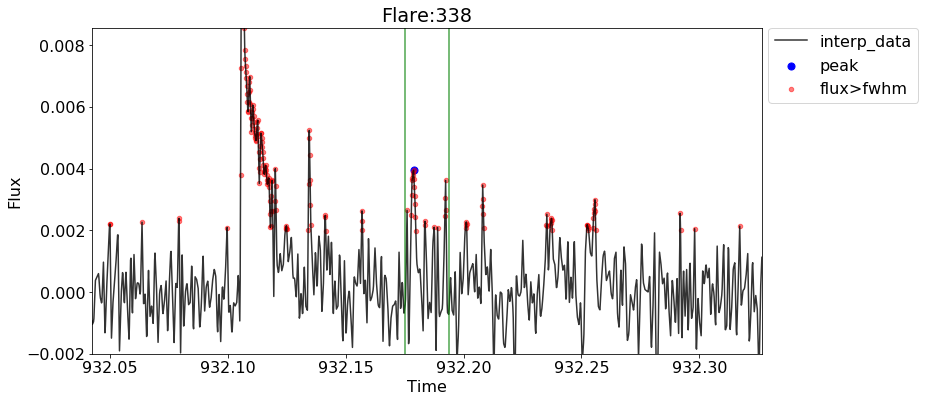 Flare:338
Flux
0.008
0.006
0.004
0.002
0.000
−0.002
932.05 932.10 932.15 932.20 932.25 932.30
Time
interp_data
peak
flux>fwhm